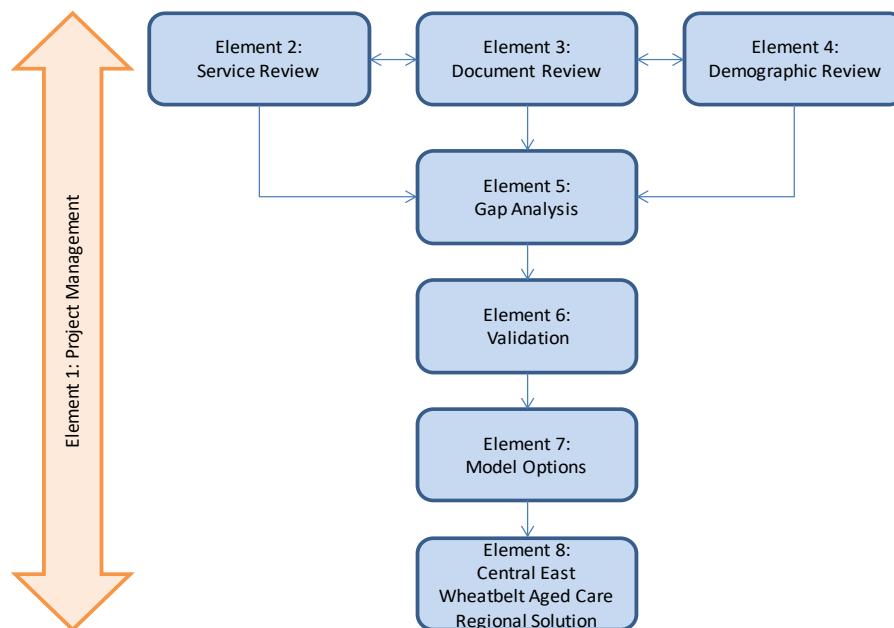 Element 1: Project Management
Element 2:
Service Review
Element 3:
Document Review
Element 4:
Demographic Review
Element 5:
Gap Analysis
Element 6:
Validation
Element 7:
Model Options
Element 8:
Central East
Wheatbelt Aged Care
Regional Solution